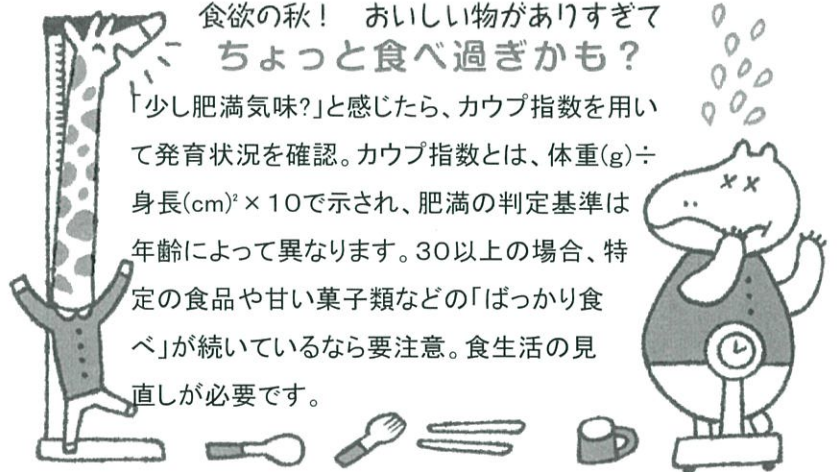 食欲の秋！　おいしい物がありすぎて
ちょっと食べ過ぎかも？
「少し肥満気味?」と感じたら、カウプ指数を用い
て発育状況を確認。カウプ指数とは、体重(g)÷
身長(cm)²×10で示され、肥満の判定基準は
年齢によって異なります。30以上の場合、特
定の食品や甘い菓子類などの「ばっかり食
べ」が続いているなら要注意。食生活の見
直しが必要です。